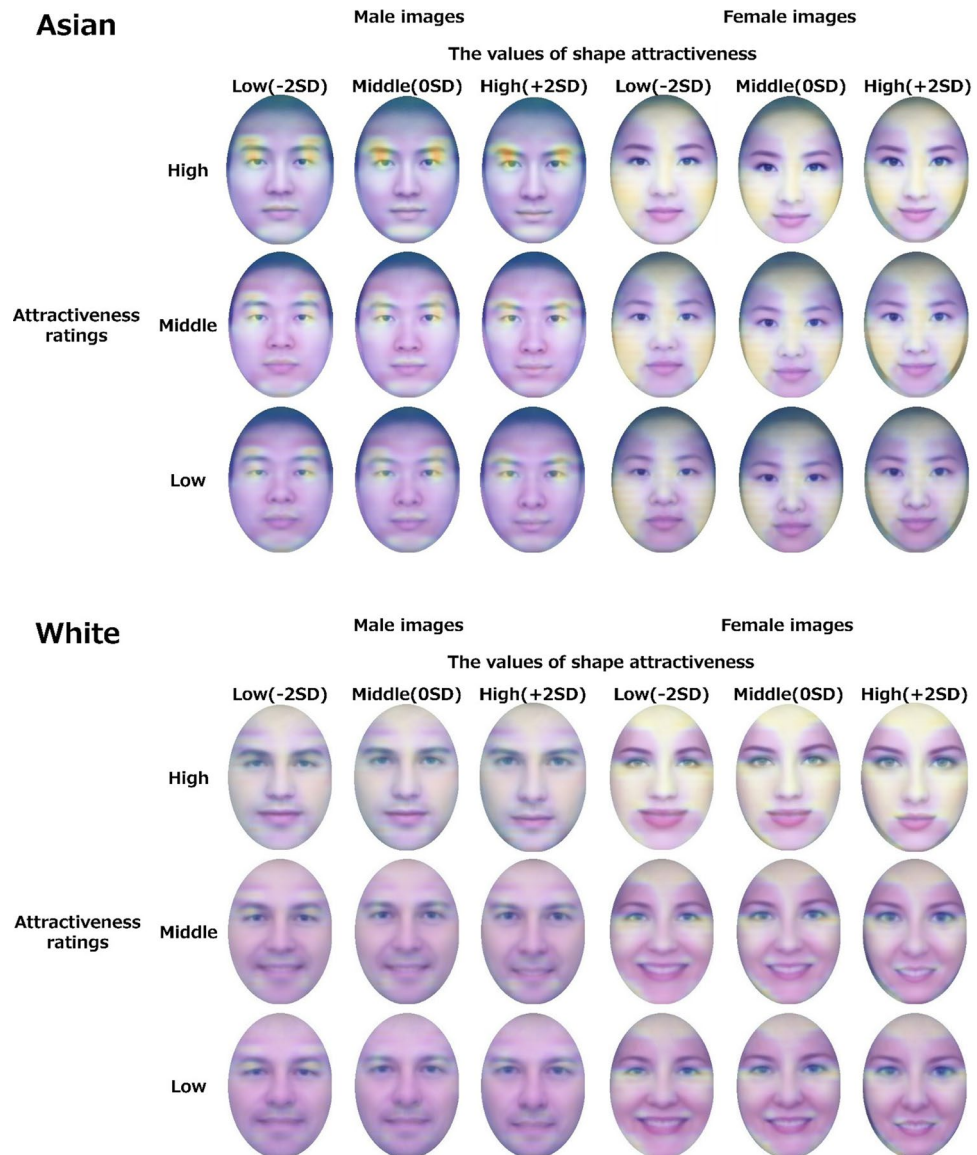 Asian
Male images
Female images
The values of shape attractiveness
Low(-2SD)
Middle(0SD)
High(+2SD)
Low(-2SD)
Middle(0SD)
High(+2SD)
High
Attractiveness
ratings
Middle
Low
White
Male images
Female images
The values of shape attractiveness
Low(-2SD)
Middle(0SD)
High(+2SD)
Low(-2SD)
Middle(0SD)
High(+2SD)
High
Attractiveness
ratings
Middle
Low